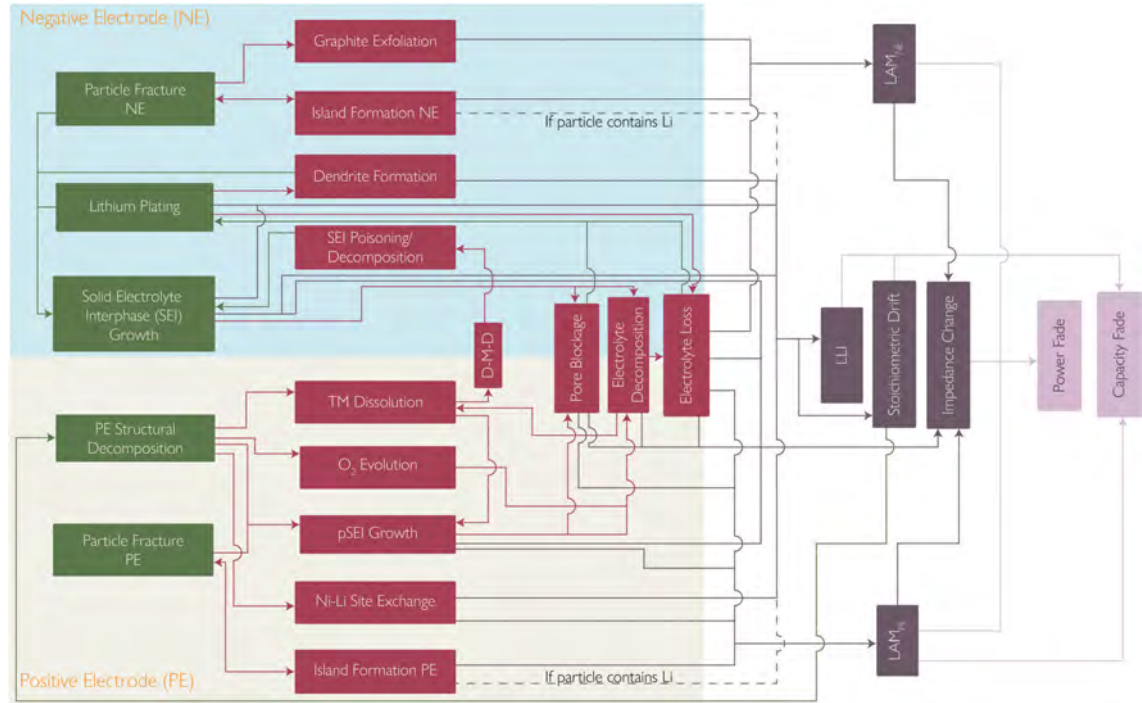 Negative Electrode (NE)
Graphite Exfoliation
Particle Fracture
NE
Island Formation NE
If particle contains Li
Dendrite Formation
Lithium Plating
SEI Poisoning/
Decomposition
Solid Electrolyte
Interphase (SEI)
Growth
D-M-D
Pore Blockage
Electrolyte
Decomposition
Electrolyte Loss
TM Dissolution
PE Structural
Decomposition
O₂ Evolution
pSEI Growth
Particle Fracture
PE
Ni-Li Site Exchange
Island Formation PE
If particle contains Li
Positive Electrode (PE)
LAM_NE
LLI
Stoichiometric Drift
Impedance Change
Power Fade
Capacity Fade
LAM_PE